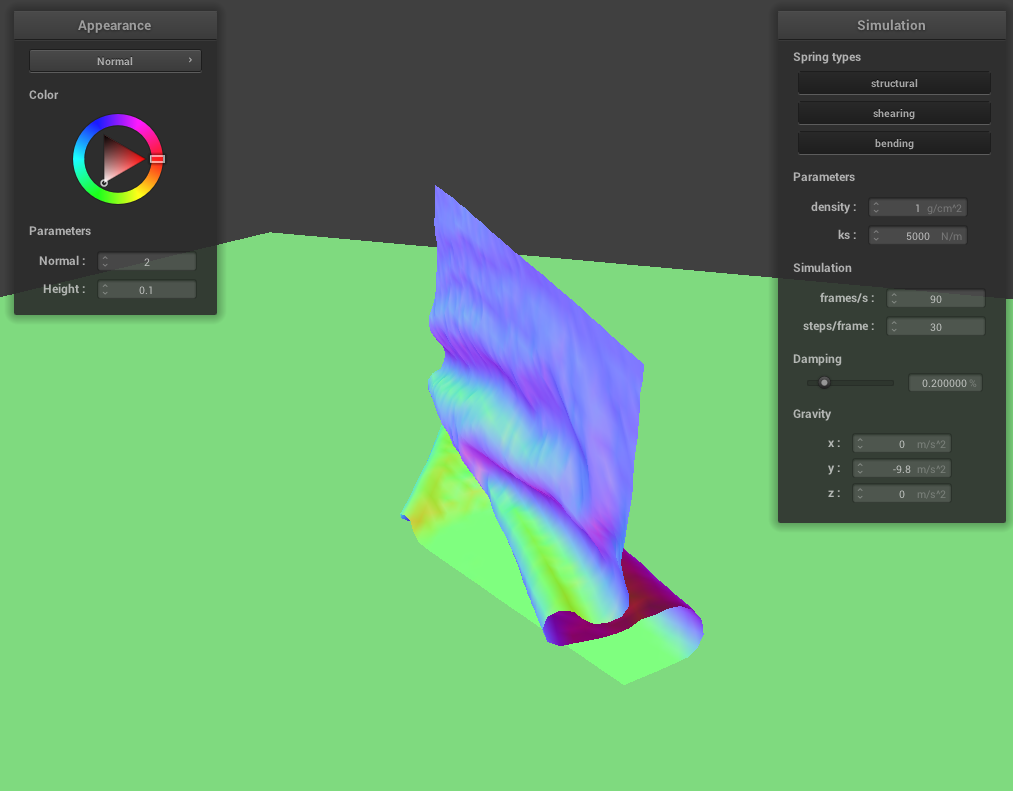 Appearance
Normal ›
Color
Parameters
Normal : 2
Height : 0.1
Simulation
Spring types
structural
shearing
bending
Parameters
density : 1 g/cm^2
ks : 5000 N/m
Simulation
frames/s : 90
steps/frame : 30
Damping
0.200000 %
Gravity
x : 0 m/s^2
y : -9.8 m/s^2
z : 0 m/s^2